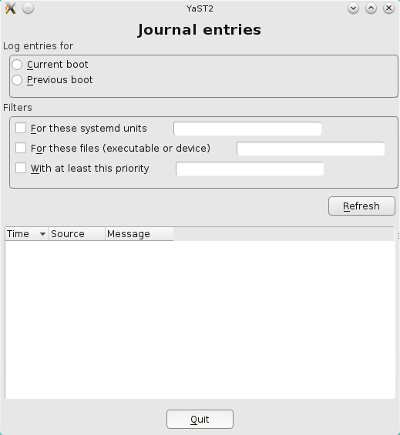 YaST2
Journal entries
Log entries for
Current boot
Previous boot
Filters
For these systemd units
For these files (executable or device)
With at least this priority
Refresh
Time Source Message
Quit